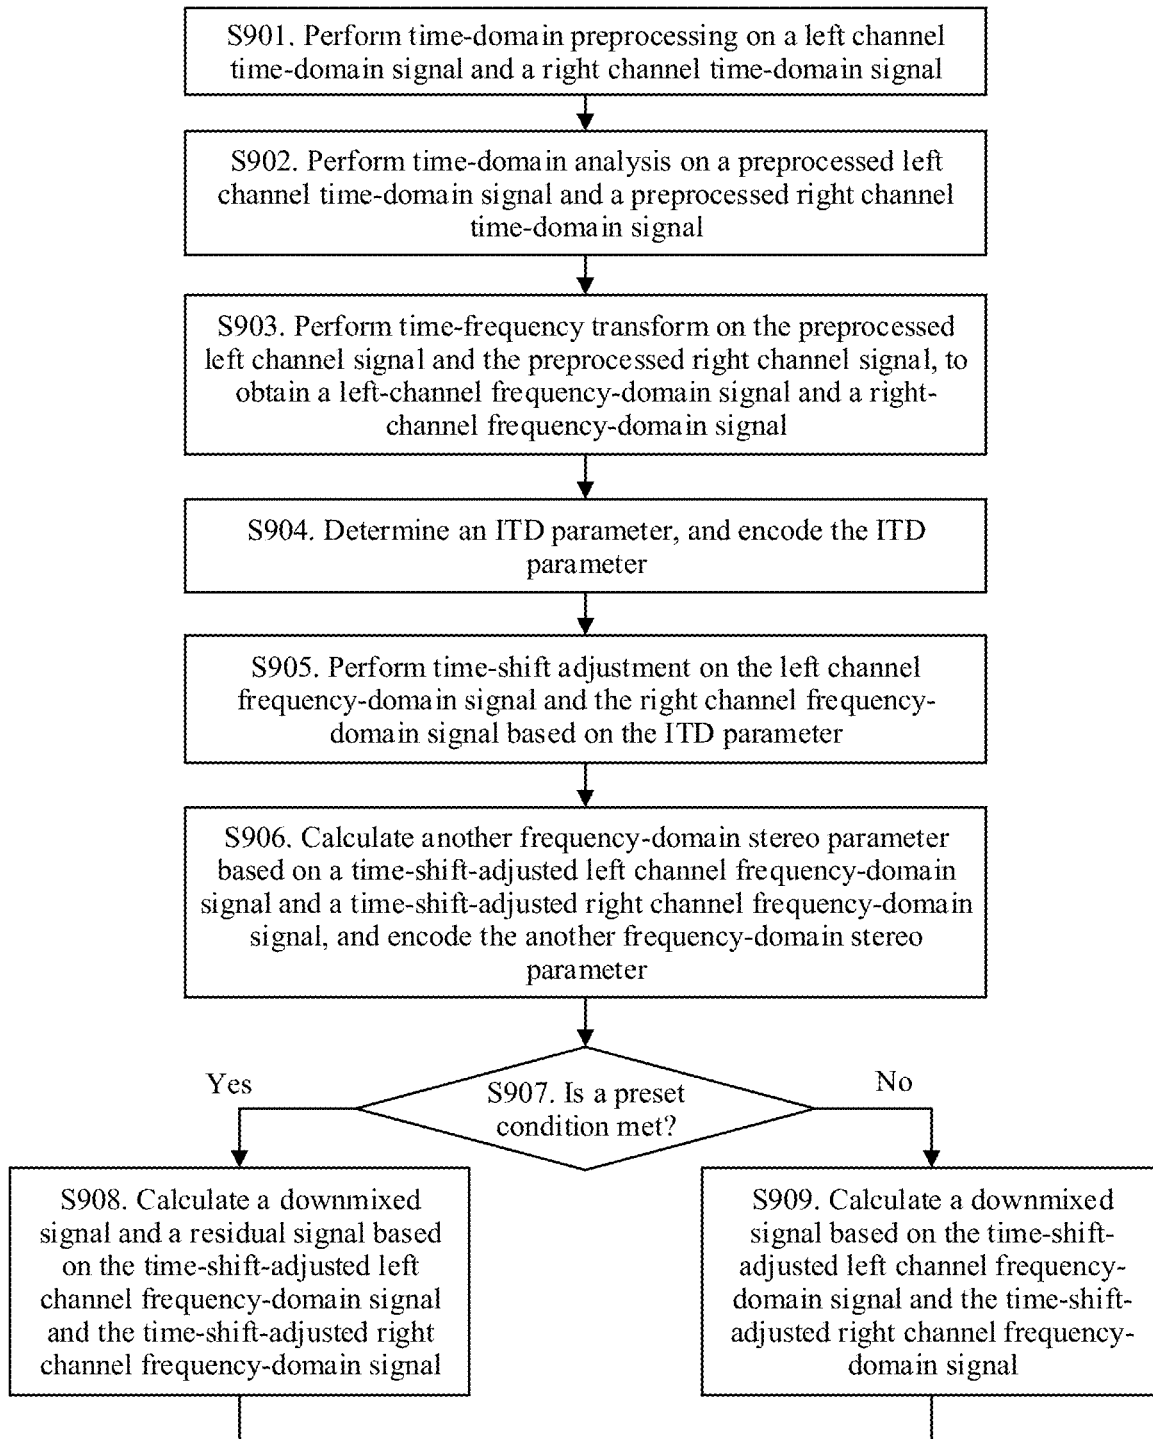 S901. Perform time-domain preprocessing on a left channel
time-domain signal and a right channel time-domain signal
S902. Perform time-domain analysis on a preprocessed left
channel time-domain signal and a preprocessed right channel
time-domain signal
S903. Perform time-frequency transform on the preprocessed
left channel signal and the preprocessed right channel signal, to
obtain a left-channel frequency-domain signal and a right-
channel frequency-domain signal
S904. Determine an ITD parameter, and encode the ITD
parameter
S905. Perform time-shift adjustment on the left channel
frequency-domain signal and the right channel frequency-
domain signal based on the ITD parameter
S906. Calculate another frequency-domain stereo parameter
based on a time-shift-adjusted left channel frequency-domain
signal and a time-shift-adjusted right channel frequency-domain
signal, and encode the another frequency-domain stereo
parameter
Yes
S907. Is a preset
condition met?
No
S908. Calculate a downmixed
signal and a residual signal based
on the time-shift-adjusted left
channel frequency-domain signal
and the time-shift-adjusted right
channel frequency-domain signal
S909. Calculate a downmixed
signal based on the time-shift-
adjusted left channel frequency-
domain signal and the time-shift-
adjusted right channel frequency-
domain signal